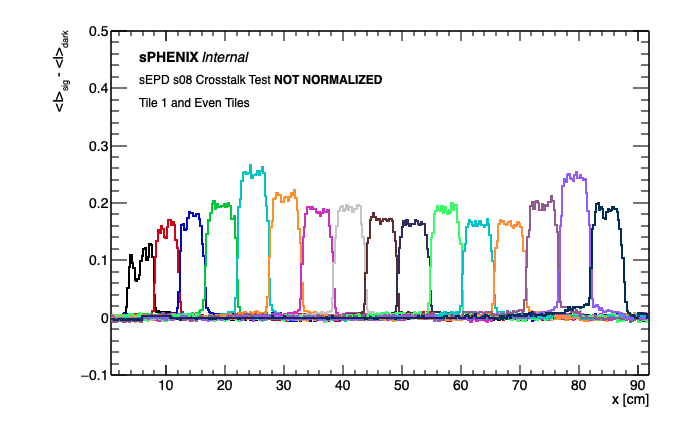 0.5
sPHENIX Internal
sEPD s08 Crosstalk Test NOT NORMALIZED
Tile 1 and Even Tiles
<I>sig - <I>dark
0.4
0.3
0.2
0.1
0
−0.1
10 20 30 40 50 60 70 80 90
x [cm]